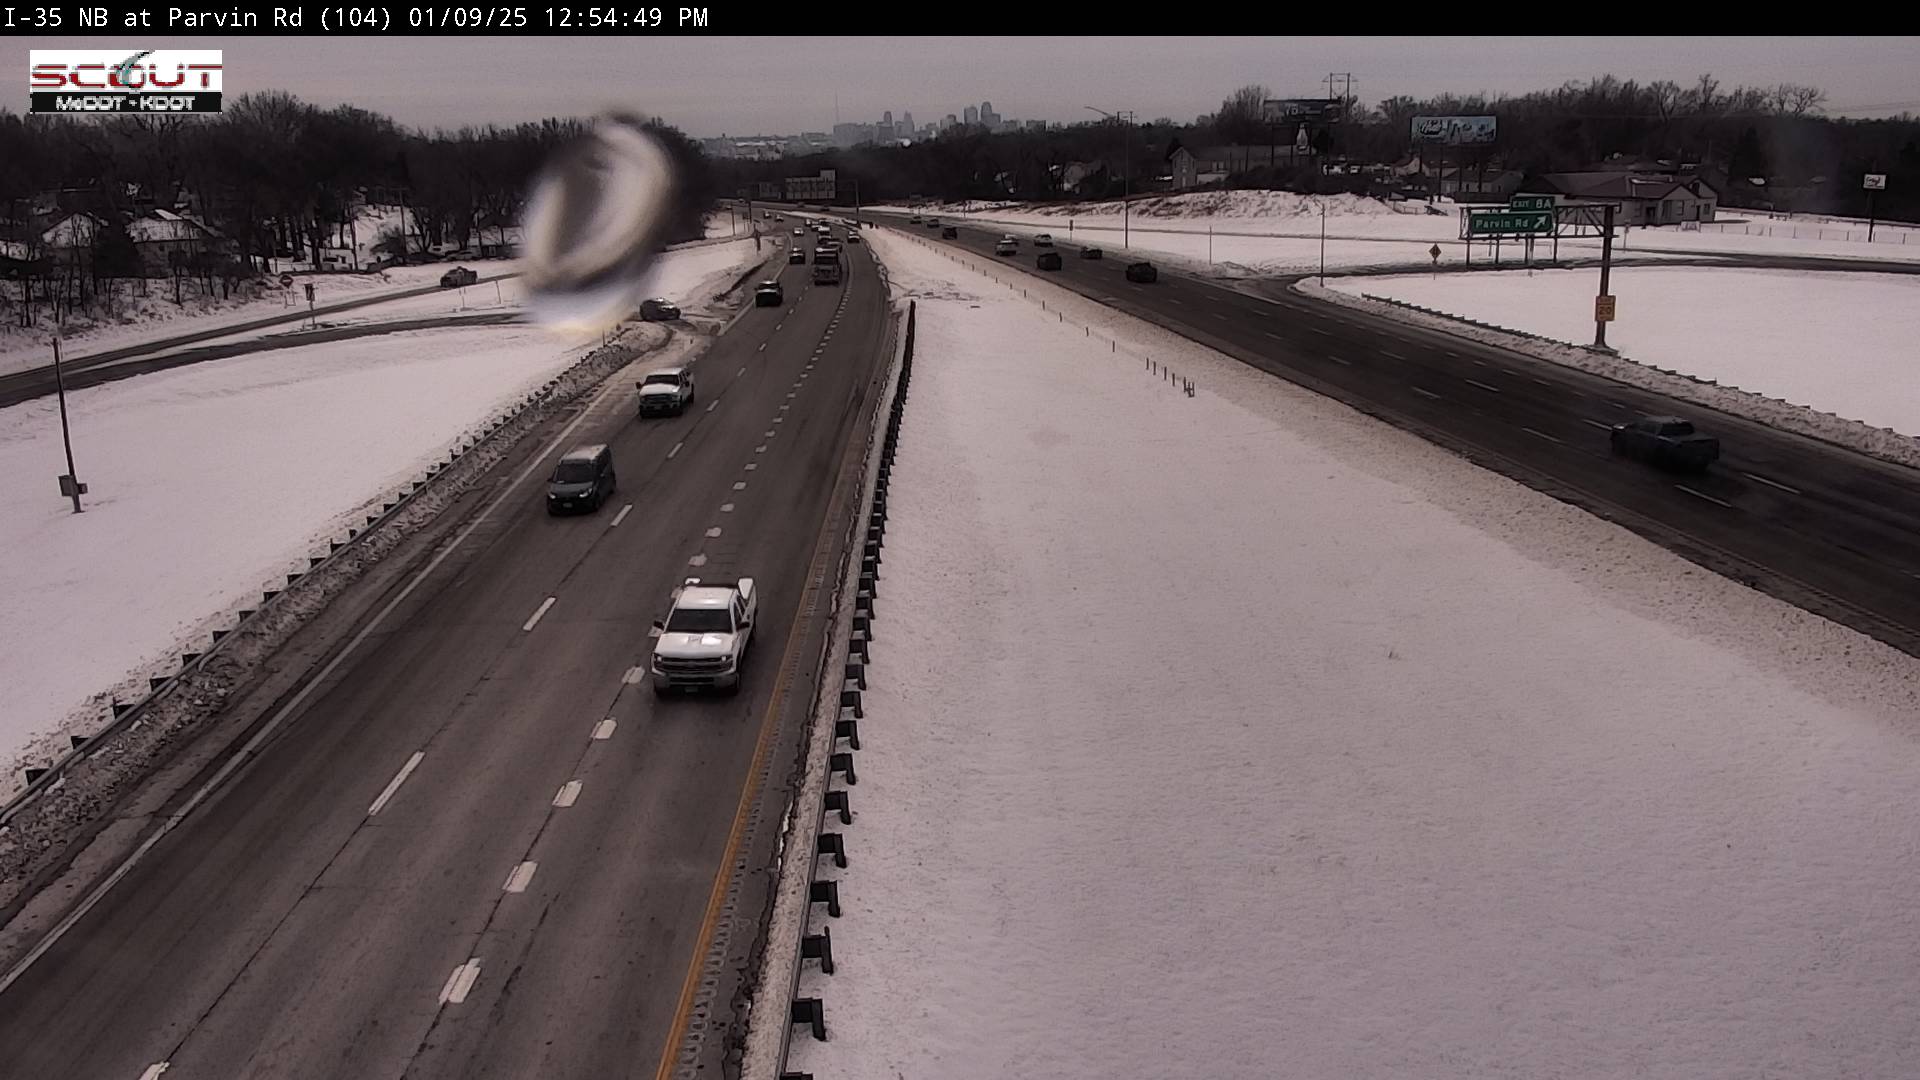 I-35 NB at Parvin Rd (104) 01/09/25 12:54:49 PM
SCOUT
MoDOT - KDOT
EXIT 8A
Parvin Rd
20